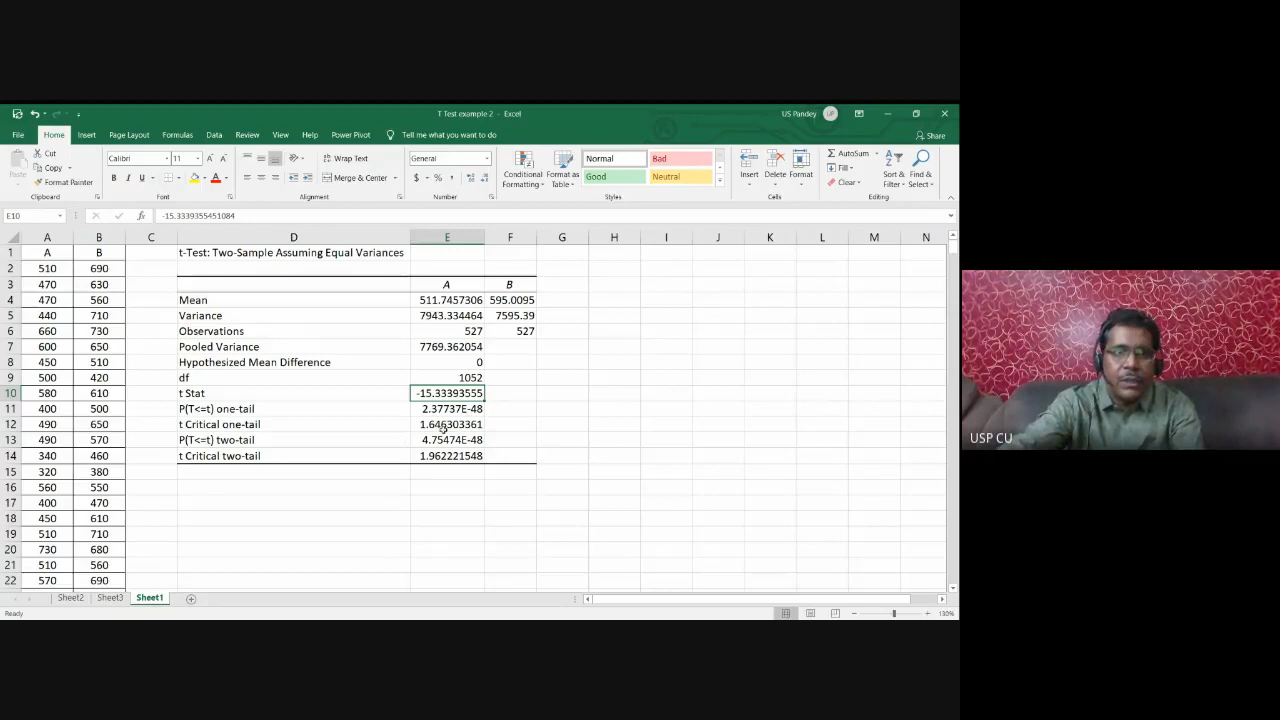 T Test example 2 - Excel
US Pandey UP
File Home Insert Page Layout Formulas Data Review View Help Power Pivot Tell me what you want to do Share
Paste
Cut
Copy
Format Painter
Clipboard
Calibri 11 A A
B I U A
Font
Wrap Text
Merge & Center
Alignment
General
$ % ,
Number
Conditional Formatting
Format as Table
Normal Bad
Good Neutral
Styles
Insert Delete Format
Cells
AutoSum
Fill
Clear
Sort & Filter
Find & Select
Editing
E10 fx -15.3339355451084
A B C D E F G H I J K L M N
1 A B t-Test: Two-Sample Assuming Equal Variances
2 510 690
3 470 630 A B
4 470 560 Mean 511.7457306 595.0095
5 440 710 Variance 7943.334464 7595.39
6 660 730 Observations 527 527
7 600 650 Pooled Variance 7769.362054
8 450 510 Hypothesized Mean Difference 0
9 500 420 df 1052
10 580 610 t Stat -15.33393555
11 400 500 P(T<=t) one-tail 2.37737E-48
12 490 650 t Critical one-tail 1.646303361
13 490 570 P(T<=t) two-tail 4.75474E-48
14 340 460 t Critical two-tail 1.962221548
15 320 380
16 560 550
17 400 470
18 450 610
19 510 710
20 730 680
21 510 560
22 570 690
Sheet2 Sheet3 Sheet1
Ready 130%
USP CU